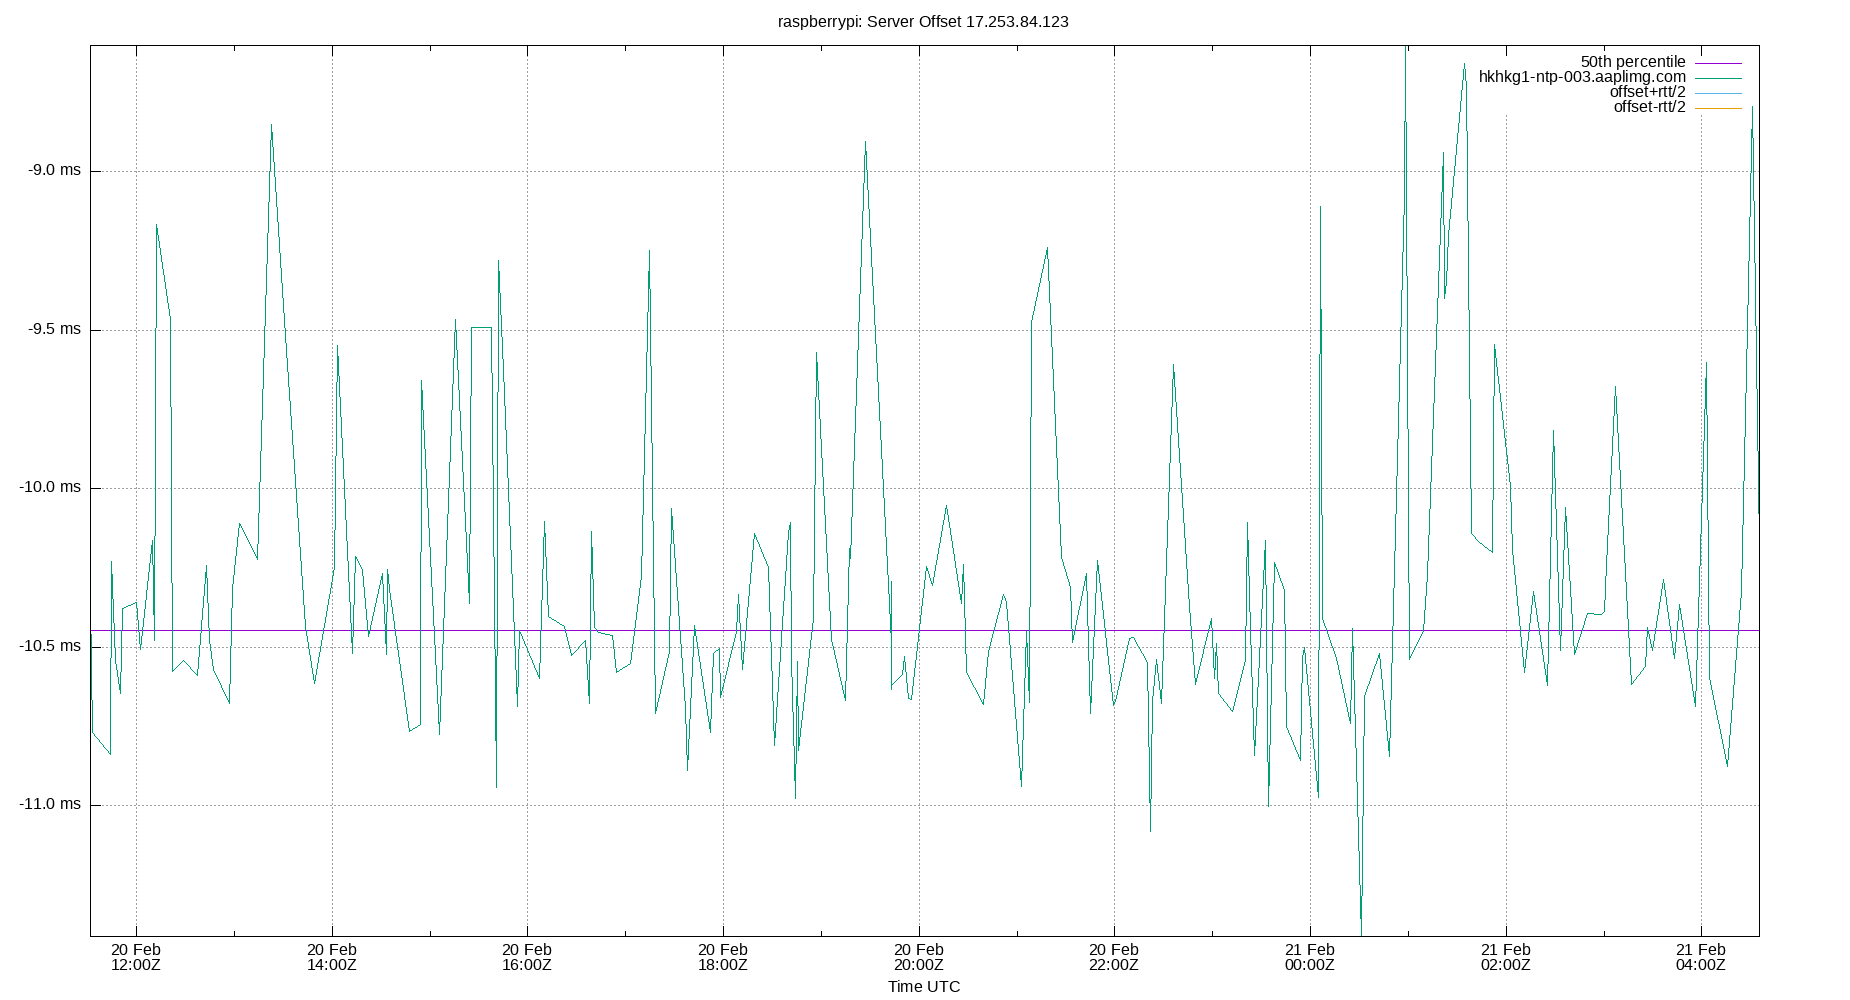 raspberrypi: Server Offset 17.253.84.123
50th percentile
hkhkg1-ntp-003.aaplimg.com
offset+rtt/2
offset-rtt/2
-9.0 ms
-9.5 ms
-10.0 ms
-10.5 ms
-11.0 ms
20 Feb 20 Feb 20 Feb 20 Feb 20 Feb 20 Feb 21 Feb 21 Feb 21 Feb
12:00Z 14:00Z 16:00Z 18:00Z 20:00Z 22:00Z 00:00Z 02:00Z 04:00Z
Time UTC